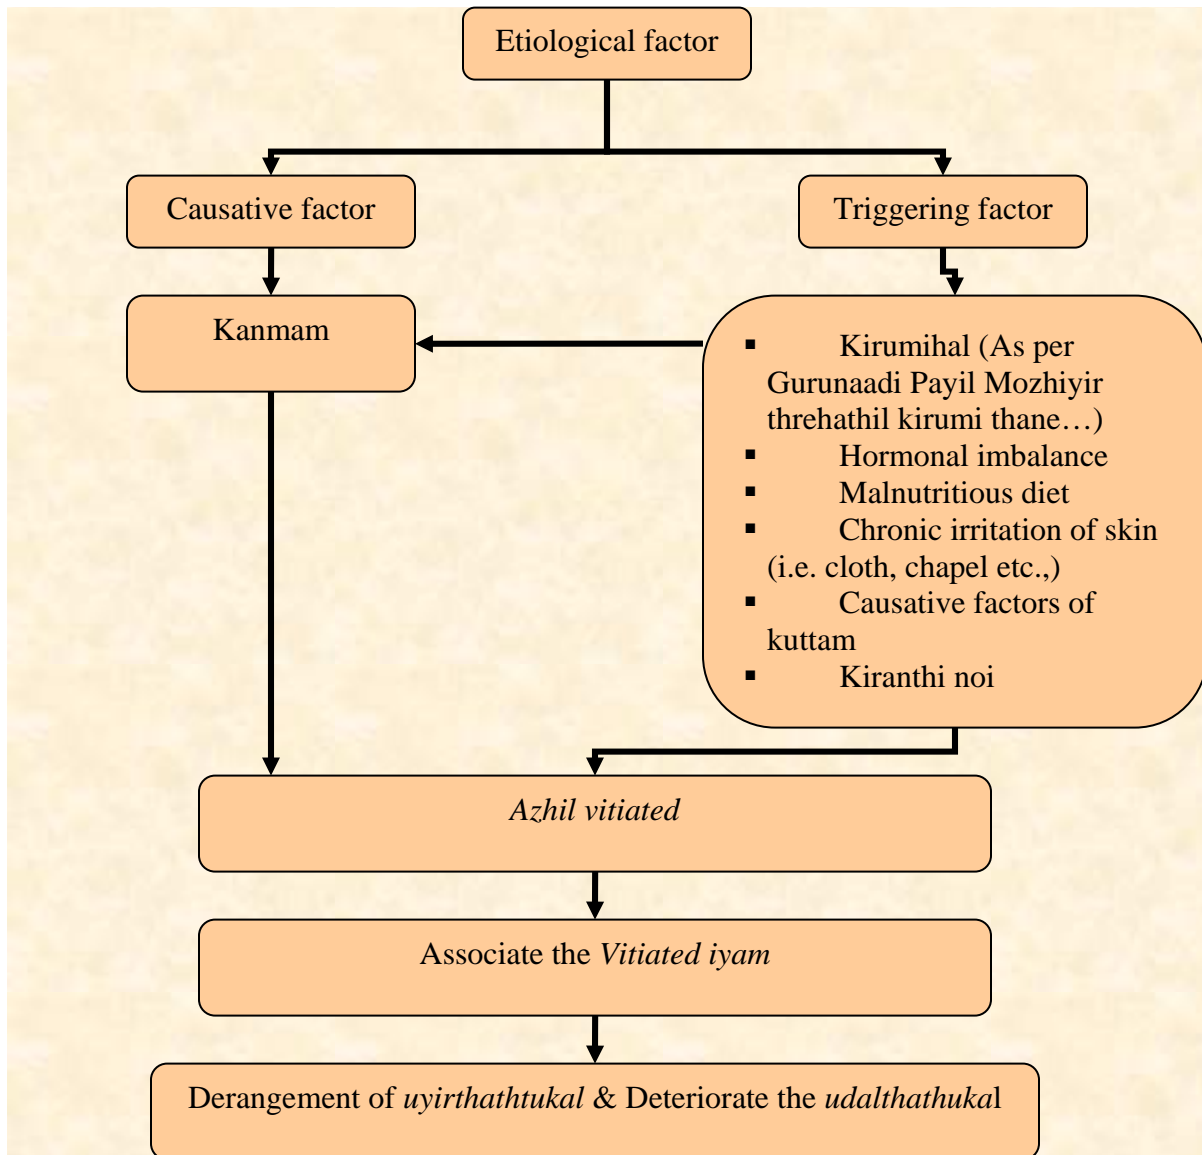 Etiological factor
Causative factor
Triggering factor
Kanmam
▪ Kirumihal (As per
Gurunaadi Payil Mozhiyir
threhathil kirumi thane…)
▪ Hormonal imbalance
▪ Malnutritious diet
▪ Chronic irritation of skin
(i.e. cloth, chapel etc.,)
▪ Causative factors of
kuttam
▪ Kiranthi noi
Azhil vitiated
Associate the Vitiated iyam
Derangement of uyirthathtukal & Deteriorate the udalthathukal